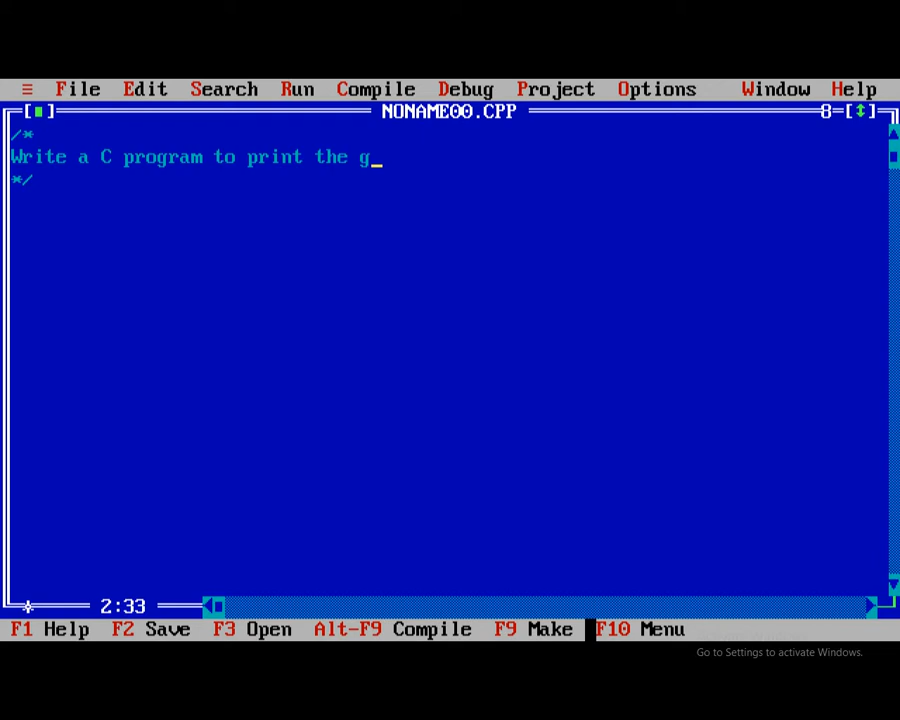 ≡ File Edit Search Run Compile Debug Project Options Window Help
[■] NONAME00.CPP 8=[↕]
/*
Write a C program to print the g_
*/
2:33
F1 Help F2 Save F3 Open Alt-F9 Compile F9 Make F10 Menu
Go to Settings to activate Windows.